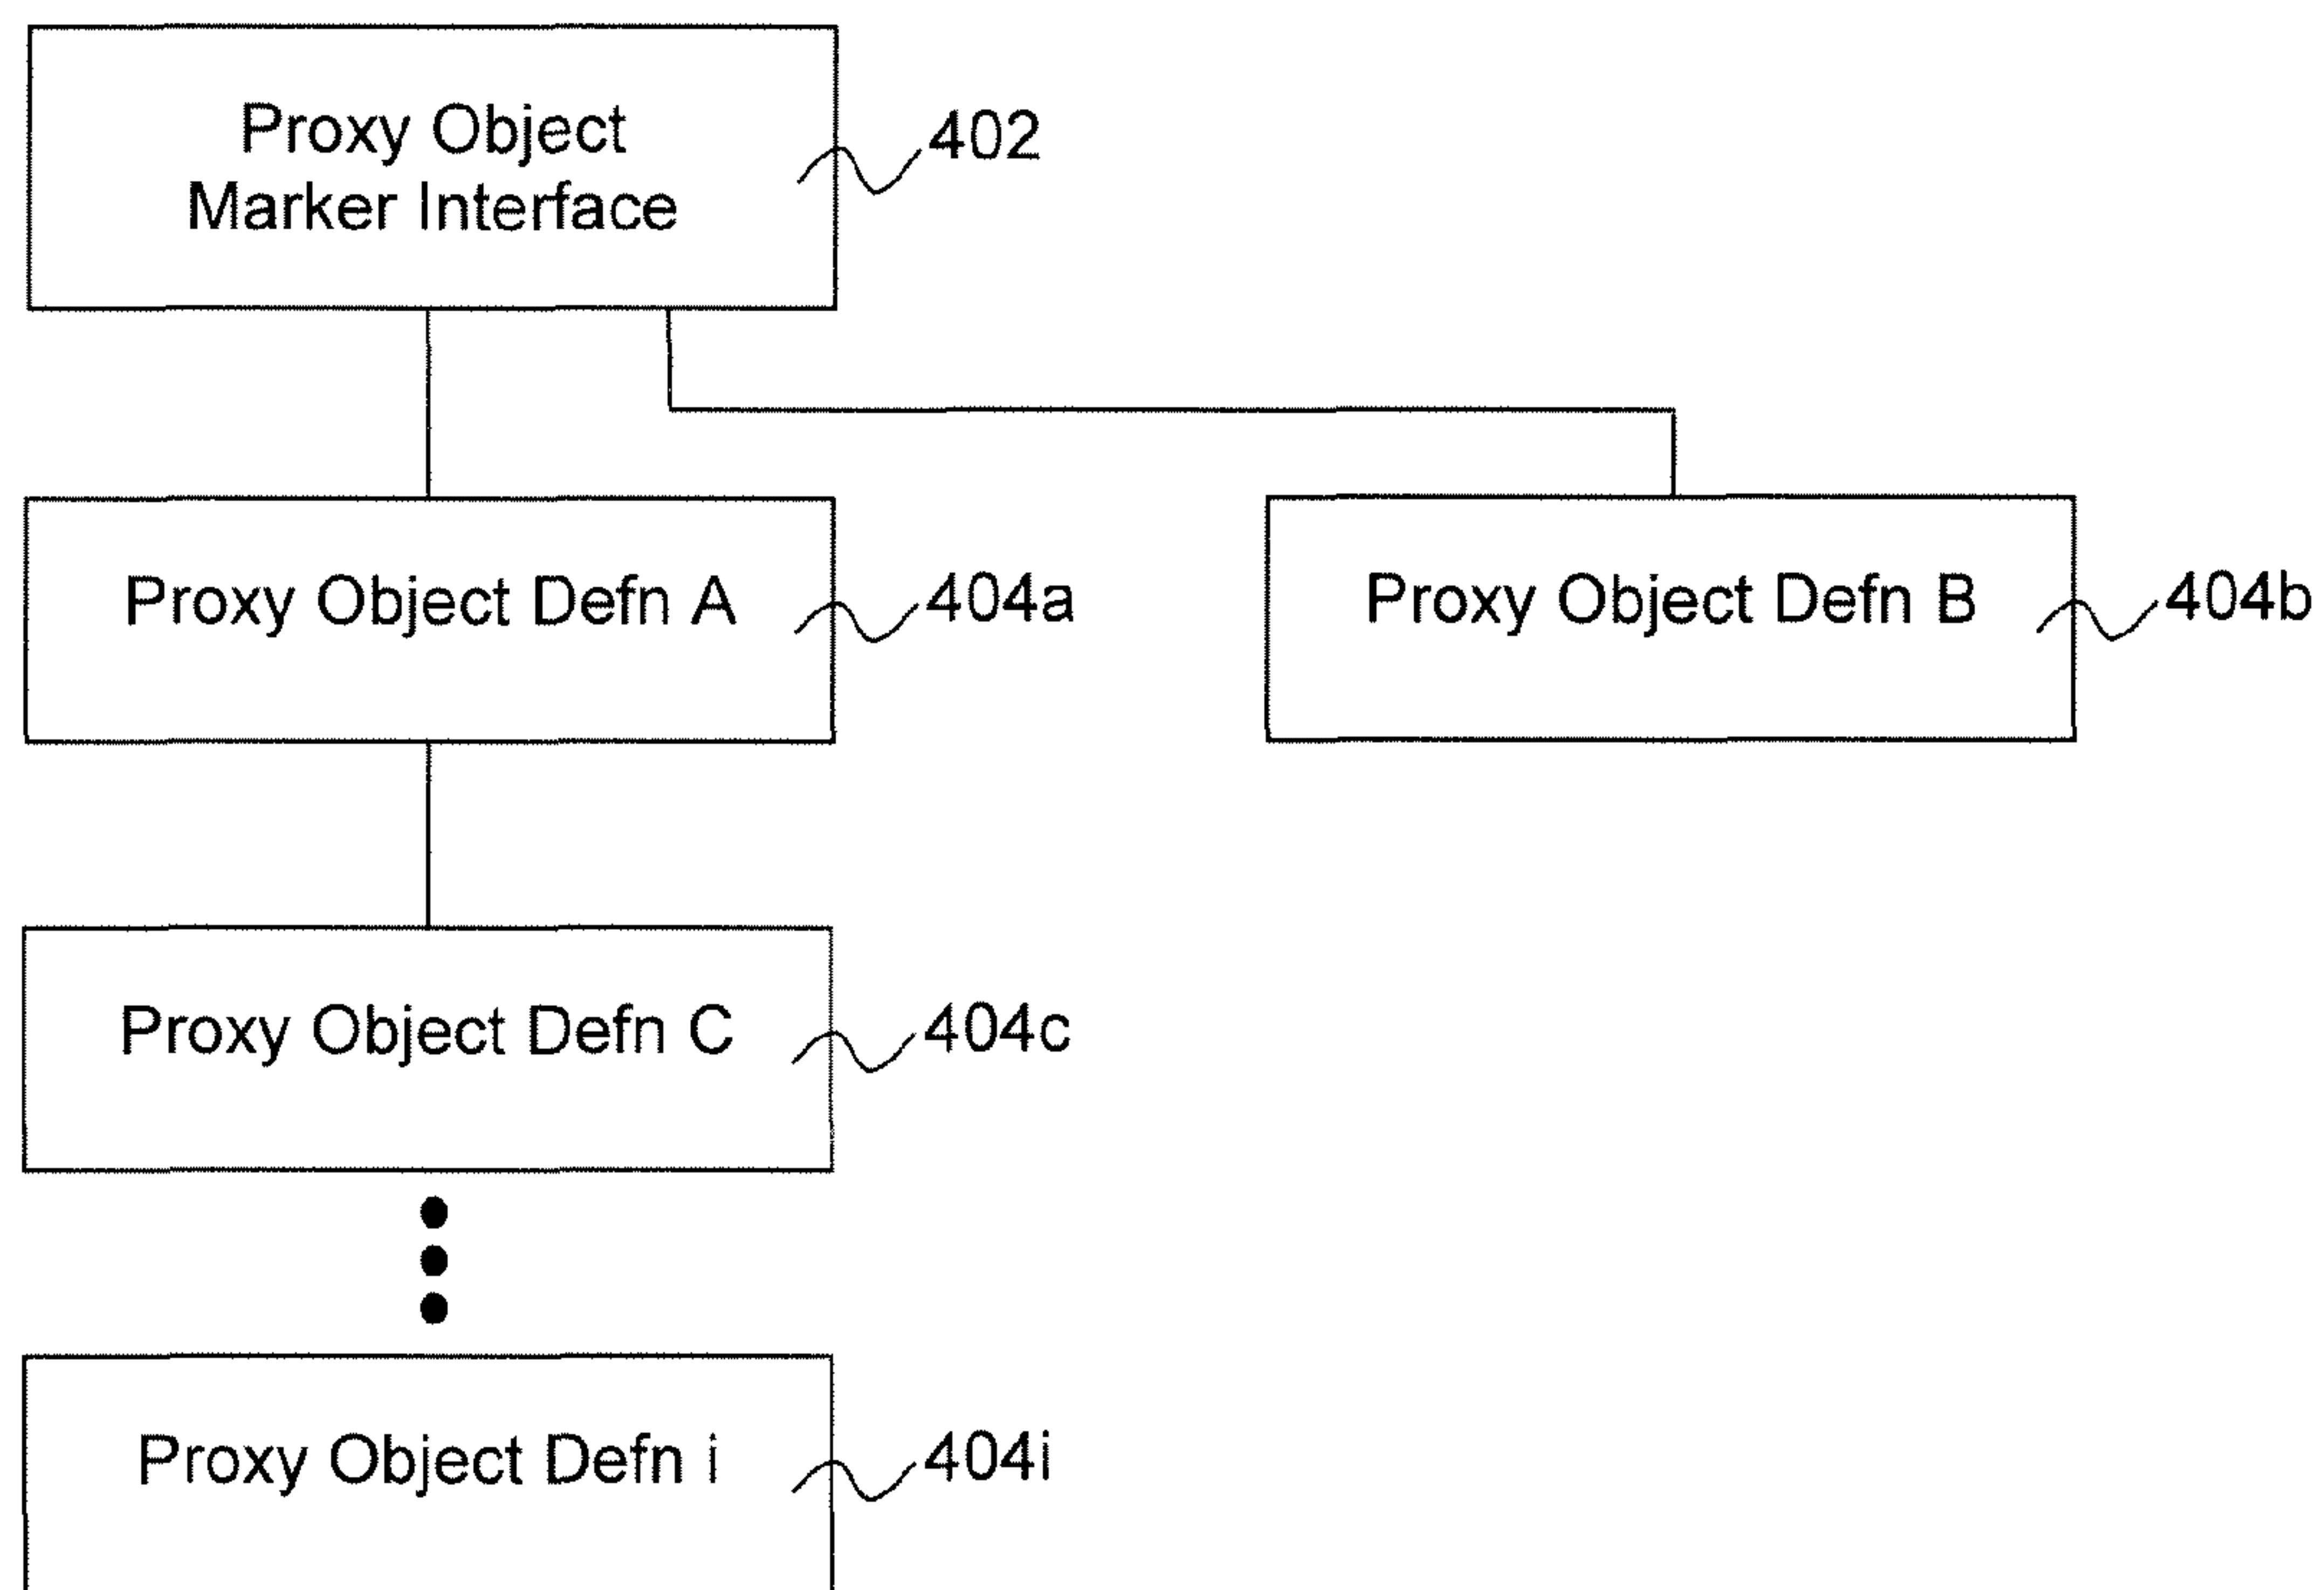 Proxy Object
Marker Interface
402
Proxy Object Defn A
404a
Proxy Object Defn B
404b
Proxy Object Defn C
404c
Proxy Object Defn i
404i